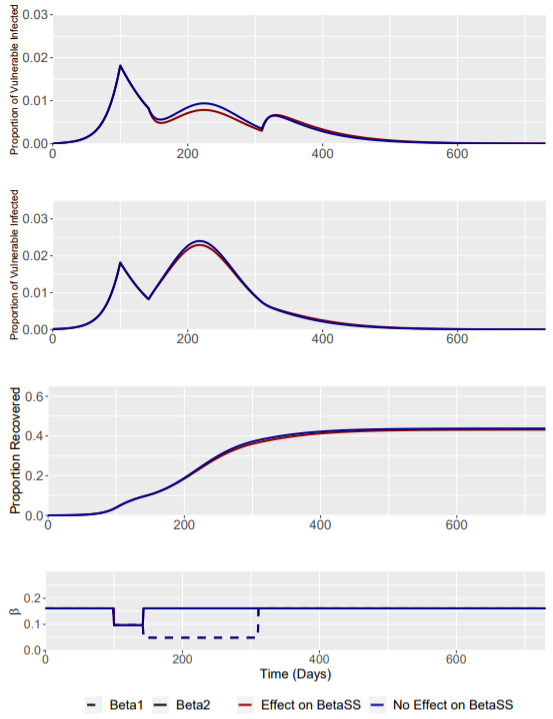 Proportion of Vulnerable Infected
0.03
0.02
0.01
0.00
0 200 400 600
Proportion of Vulnerable Infected
0.03
0.02
0.01
0.00
0 200 400 600
Proportion Recovered
0.6
0.4
0.2
0.0
0 200 400 600
β
0.2
0.1
0.0
0 200 400 600
Time (Days)
Beta1 Beta2 Effect on BetaSS No Effect on BetaSS